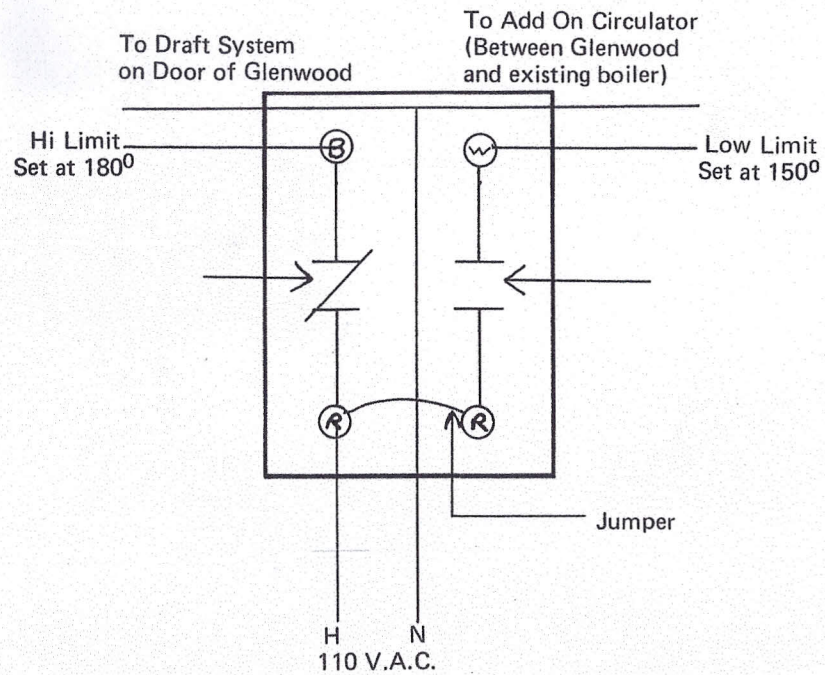 To Draft System
on Door of Glenwood
To Add On Circulator
(Between Glenwood
and existing boiler)
Hi Limit
Set at 180⁰
B
W
Low Limit
Set at 150⁰
R
R
Jumper
H N
110 V.A.C.